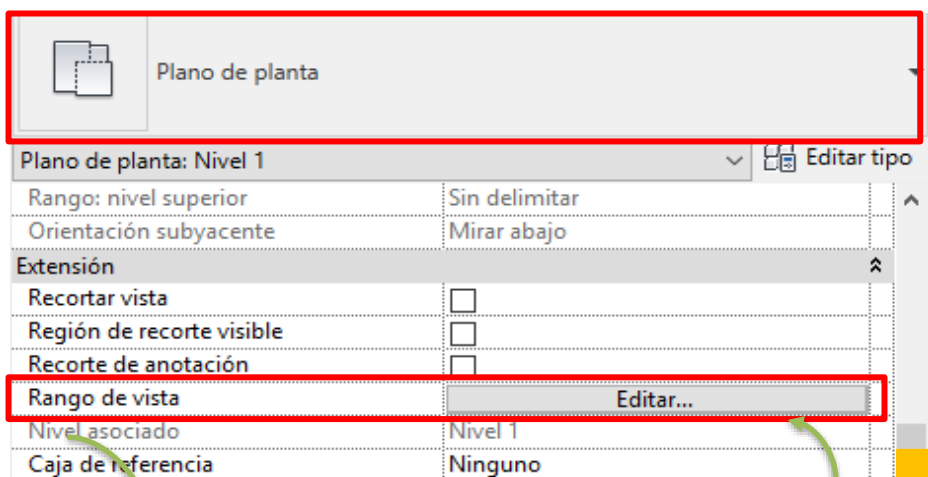 Plano de planta
Plano de planta: Nivel 1 Editar tipo
Rango: nivel superior Sin delimitar
Orientación subyacente Mirar abajo
Extensión
Recortar vista
Región de recorte visible
Recorte de anotación
Rango de vista Editar...
Nivel asociado Nivel 1
Caja de referencia Ninguno